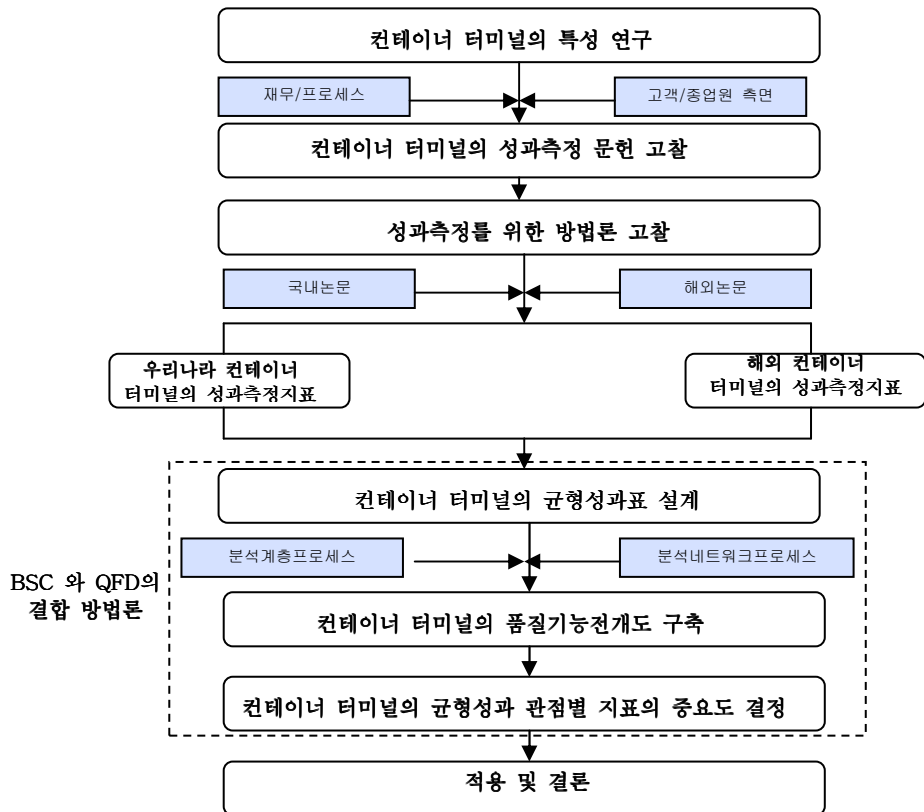 컨테이너 터미널의 특성 연구
재무/프로세스
고객/종업원 측면
컨테이너 터미널의 성과측정 문헌 고찰
성과측정를 위한 방법론 고찰
국내논문
해외논문
우리나라 컨테이너
터미널의 성과측정지표
해외 컨테이너
터미널의 성과측정지표
컨테이너 터미널의 균형성과표 설계
분석계층프로세스
분석네트워크프로세스
BSC 와 QFD의
결합 방법론
컨테이너 터미널의 품질기능전개도 구축
컨테이너 터미널의 균형성과 관점별 지표의 중요도 결정
적용 및 결론